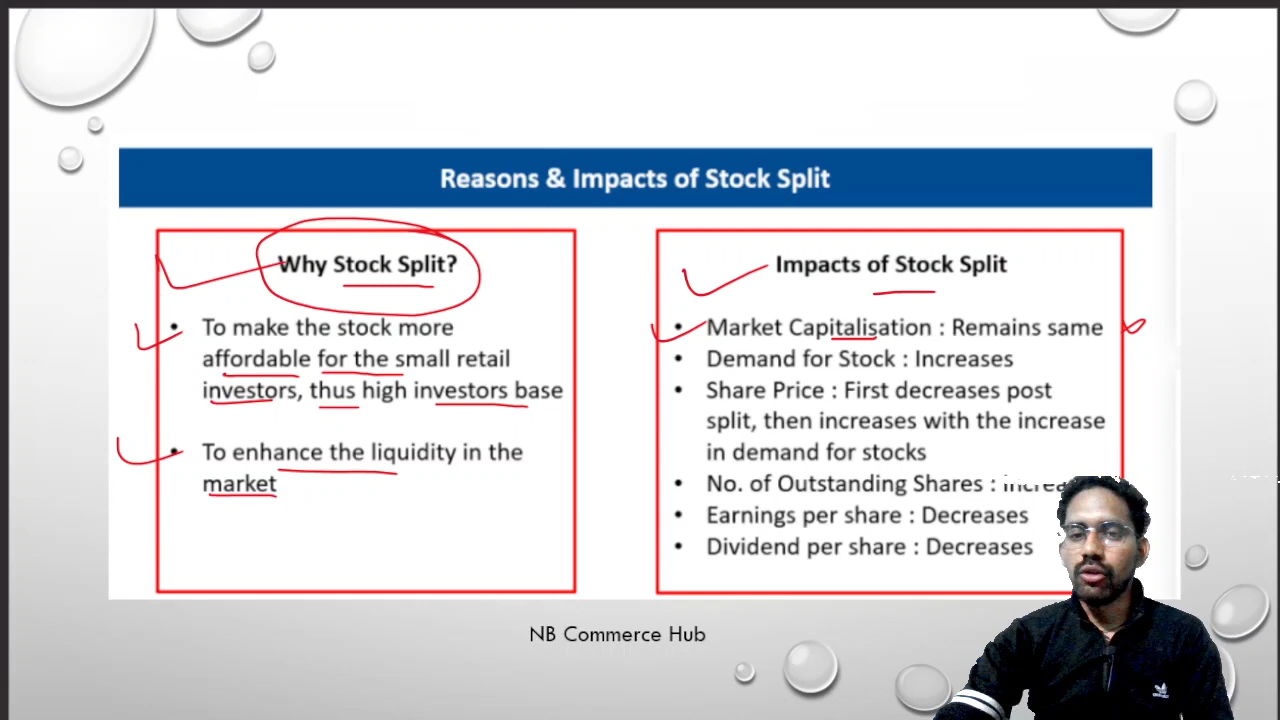 Reasons & Impacts of Stock Split
Why Stock Split?
• To make the stock more
affordable for the small retail
investors, thus high investors base
• To enhance the liquidity in the
market
Impacts of Stock Split
• Market Capitalisation : Remains same
• Demand for Stock : Increases
• Share Price : First decreases post
split, then increases with the increase
in demand for stocks
• No. of Outstanding Shares :
• Earnings per share : Decreases
• Dividend per share : Decreases
NB Commerce Hub